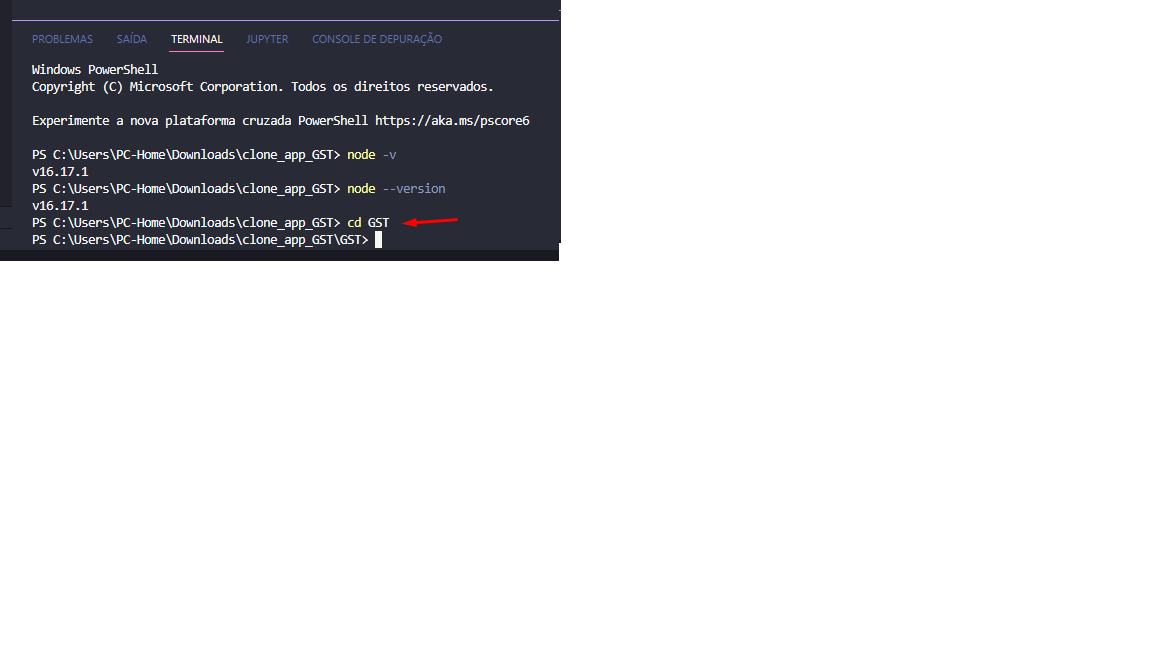 PROBLEMAS SAÍDA TERMINAL JUPYTER CONSOLE DE DEPURAÇÃO
Windows PowerShell
Copyright (C) Microsoft Corporation. Todos os direitos reservados.
Experimente a nova plataforma cruzada PowerShell https://aka.ms/pscore6
PS C:\Users\PC-Home\Downloads\clone_app_GST> node -v
v16.17.1
PS C:\Users\PC-Home\Downloads\clone_app_GST> node --version
v16.17.1
PS C:\Users\PC-Home\Downloads\clone_app_GST> cd GST
PS C:\Users\PC-Home\Downloads\clone_app_GST\GST>